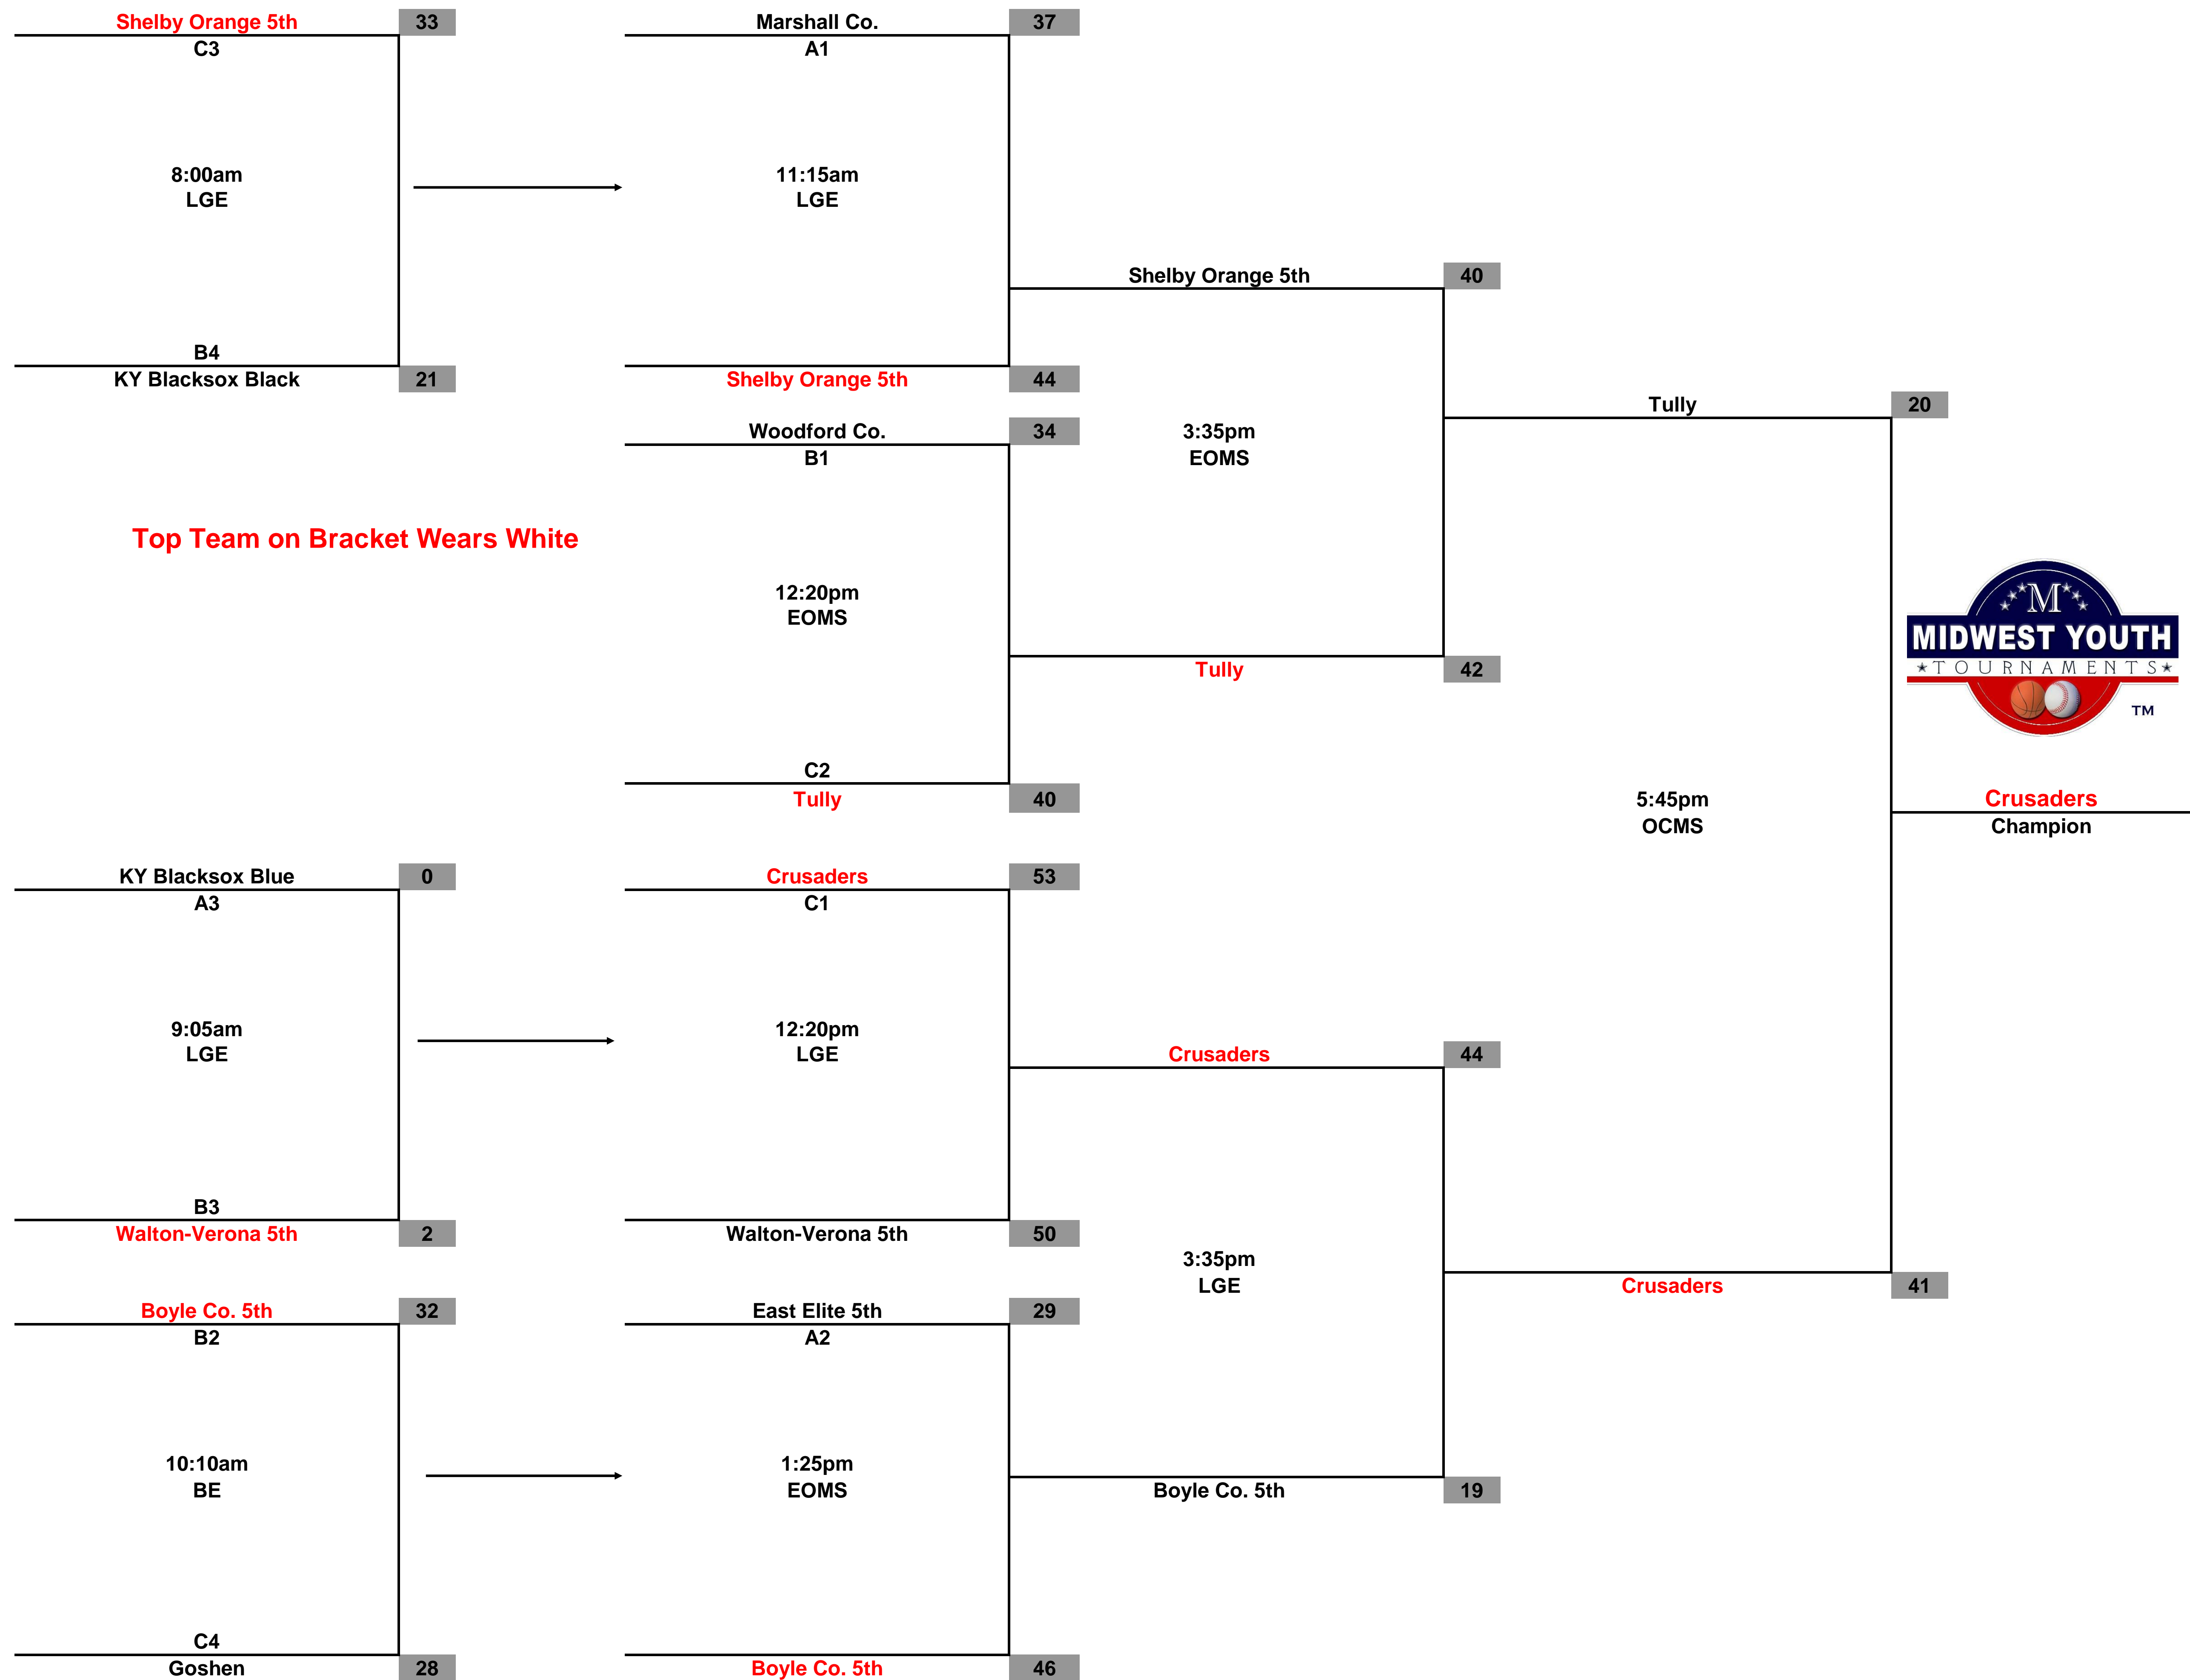 Shelby Orange 5th 33
C3
8:00am
LGE
B4
KY Blacksox Black 21
Marshall Co. 37
A1
11:15am
LGE
Shelby Orange 5th 44
Woodford Co. 34
B1
Top Team on Bracket Wears White
12:20pm
EOMS
C2
Tully 40
Shelby Orange 5th 40
3:35pm
EOMS
Tully 42
Tully 20
5:45pm
OCMS
M
MIDWEST YOUTH
TOURNAMENTS
TM
Crusaders
Champion
KY Blacksox Blue 0
A3
9:05am
LGE
B3
Walton-Verona 5th 2
Crusaders 53
C1
12:20pm
LGE
Walton-Verona 5th 50
Crusaders 44
3:35pm
LGE
Boyle Co. 5th 19
Crusaders 41
Boyle Co. 5th 32
B2
10:10am
BE
C4
Goshen 28
East Elite 5th 29
A2
1:25pm
EOMS
Boyle Co. 5th 46